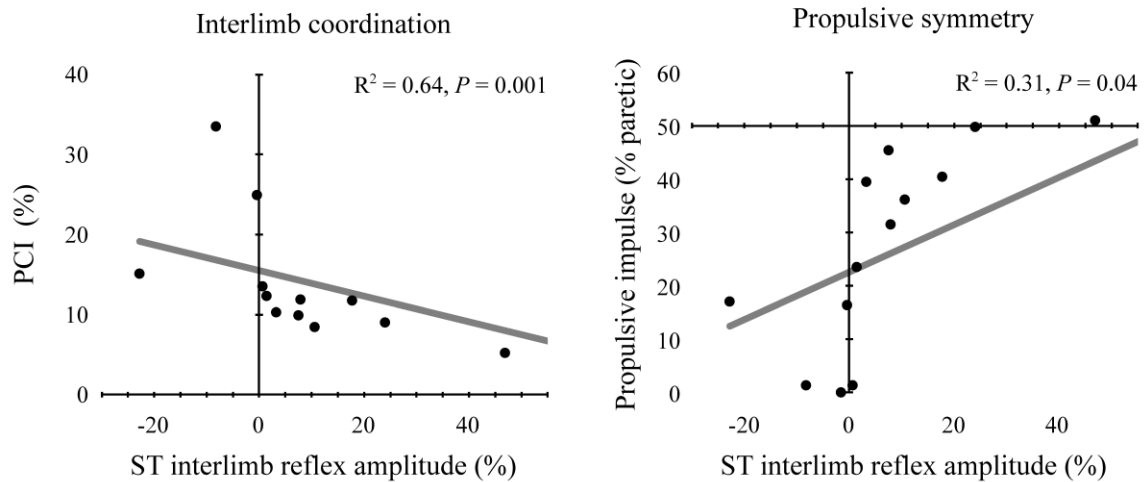 Interlimb coordination
R² = 0.64, P = 0.001
40
30
20
10
0
PCI (%)
-20 0 20 40
ST interlimb reflex amplitude (%)
Propulsive symmetry
R² = 0.31, P = 0.04
60
50
40
30
20
10
0
Propulsive impulse (% paretic)
-20 0 20 40
ST interlimb reflex amplitude (%)